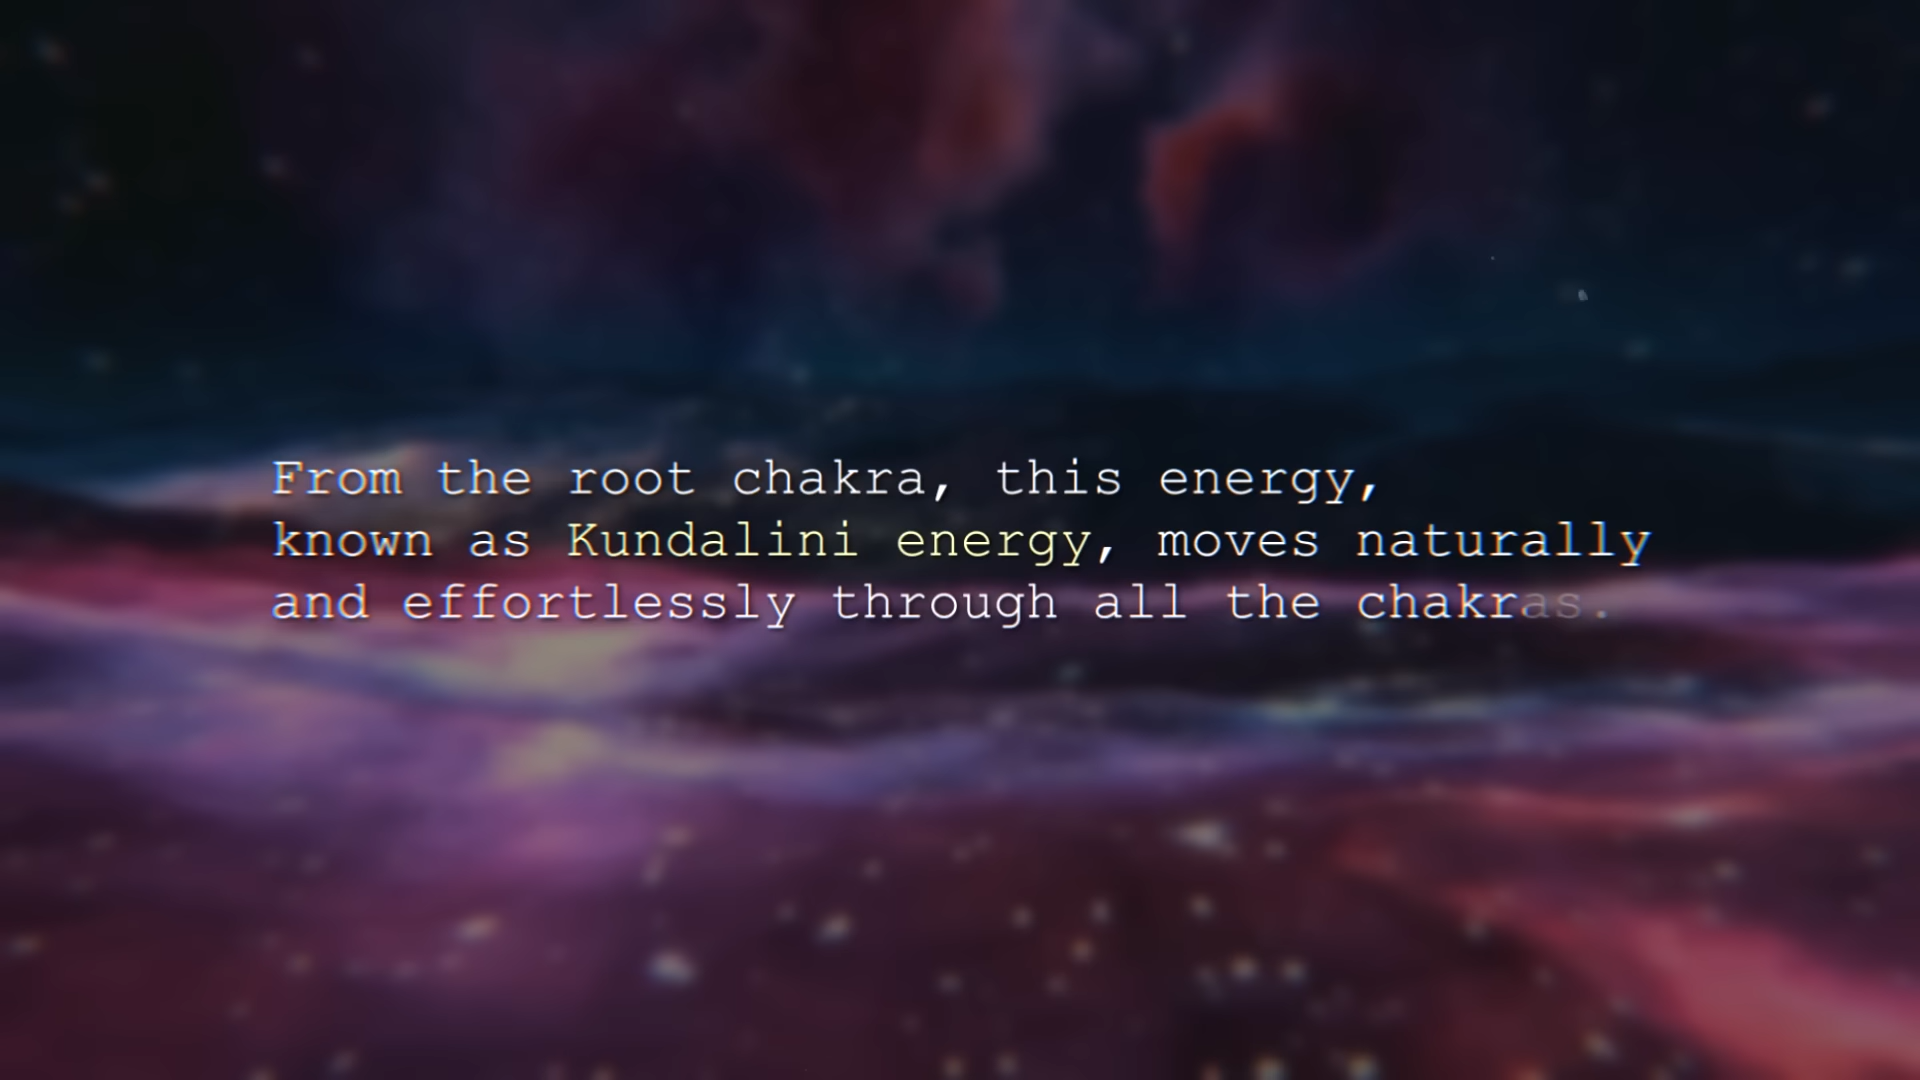 From the root chakra, this energy,
known as Kundalini energy, moves naturally
and effortlessly through all the chakras.